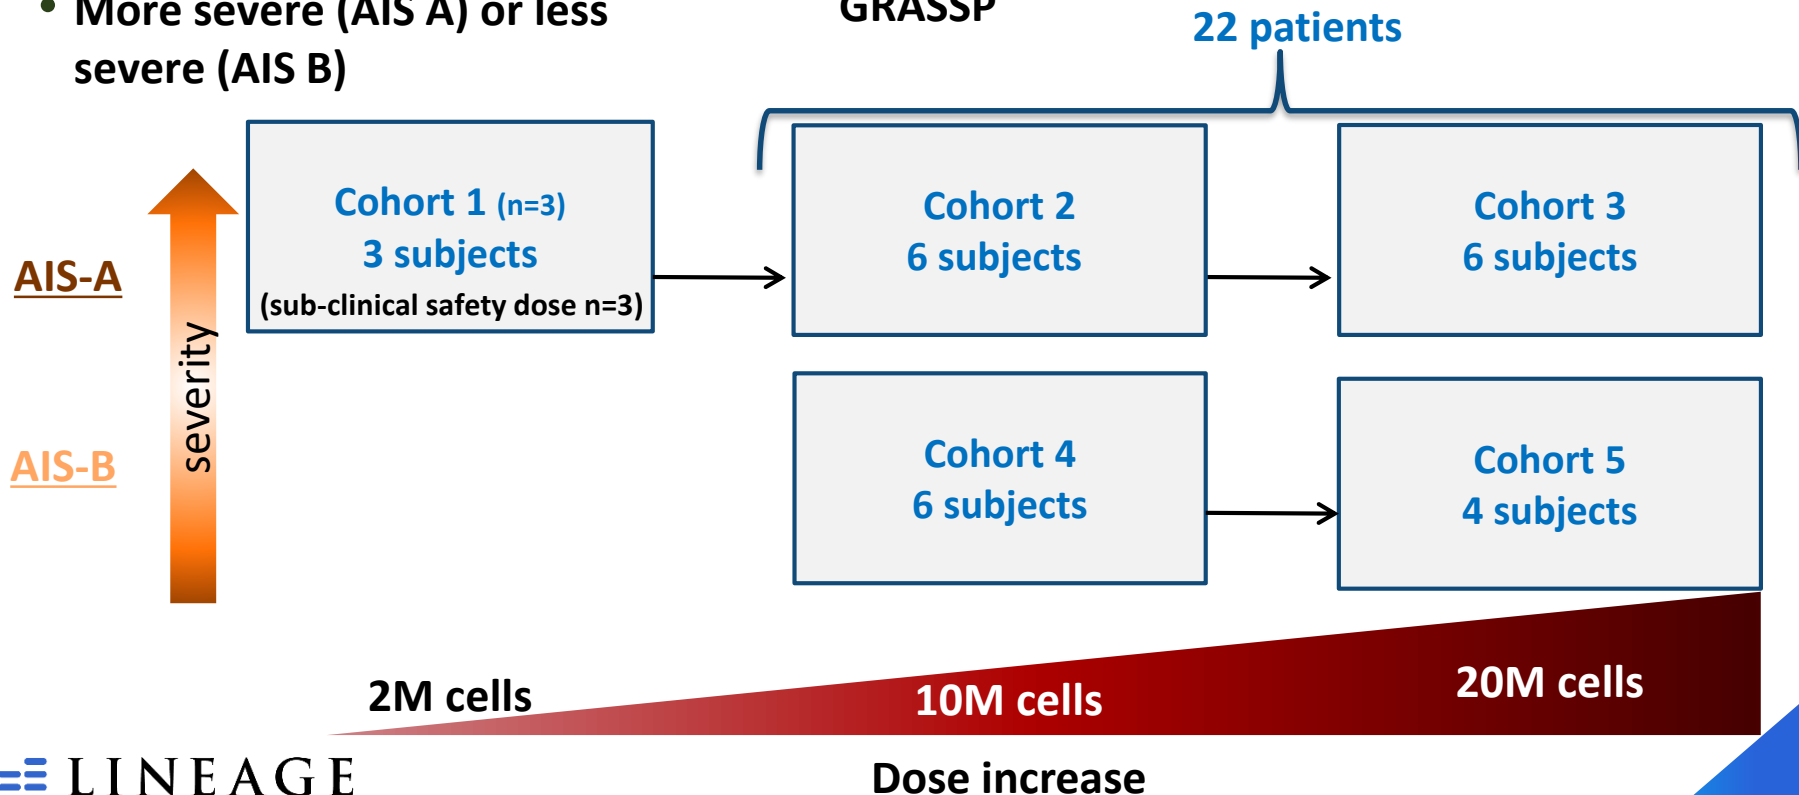 • More severe (AIS A) or less
severe (AIS B)
GRASSP
22 patients
Cohort 1 (n=3)
3 subjects
(sub-clinical safety dose n=3)
Cohort 2
6 subjects
Cohort 3
6 subjects
AIS-A
severity
AIS-B
Cohort 4
6 subjects
Cohort 5
4 subjects
2M cells
10M cells
20M cells
Dose increase
LINEAGE